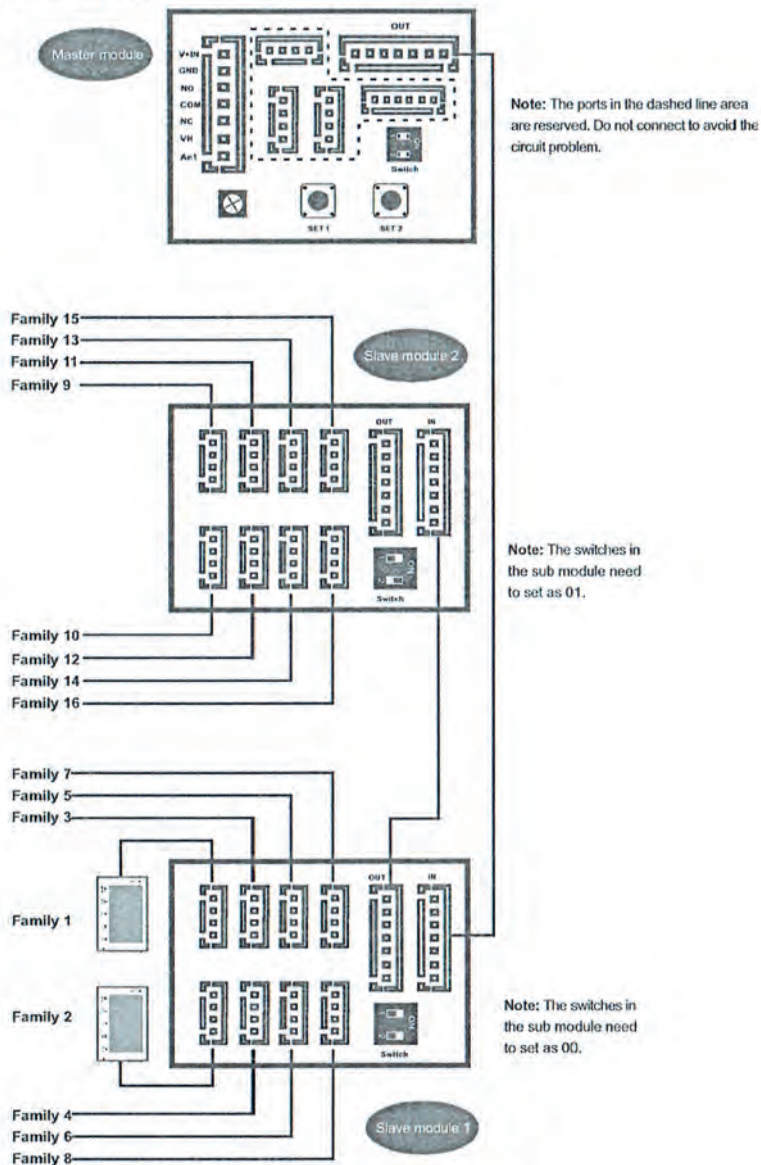 OUT
Master module
V+IN
GND
NO
COM
NC
VH
Ant
Switch
SET 1
SET 2
Note: The ports in the dashed line area
are reserved. Do not connect to avoid the
circuit problem.
Family 15
Family 13
Family 11
Family 9
Slave module 2
OUT
IN
ON
1
2
Switch
Note: The switches in
the sub module need
to set as 01.
Family 10
Family 12
Family 14
Family 16
Family 7
Family 5
Family 3
OUT
IN
Family 1
Family 2
ON
Switch
Note: The switches in
the sub module need
to set as 00.
Family 4
Family 6
Family 8
Slave module 1